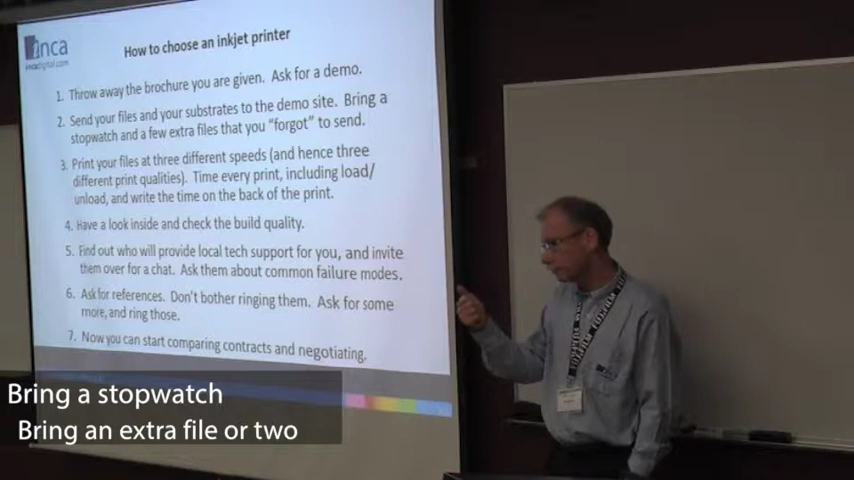 inca
incadigital.com
How to choose an inkjet printer
1. Throw away the brochure you are given. Ask for a demo.
2. Send your files and your substrates to the demo site. Bring a
stopwatch and a few extra files that you "forgot" to send.
3. Print your files at three different speeds (and hence three
different print qualities). Time every print, including load/
unload, and write the time on the back of the print.
4. Have a look inside and check the build quality.
5. Find out who will provide local tech support for you, and invite
them over for a chat. Ask them about common failure modes.
6. Ask for references. Don't bother ringing them. Ask for some
more, and ring those.
7. Now you can start comparing contracts and negotiating.
Bring a stopwatch
Bring an extra file or two
FUJIFILM